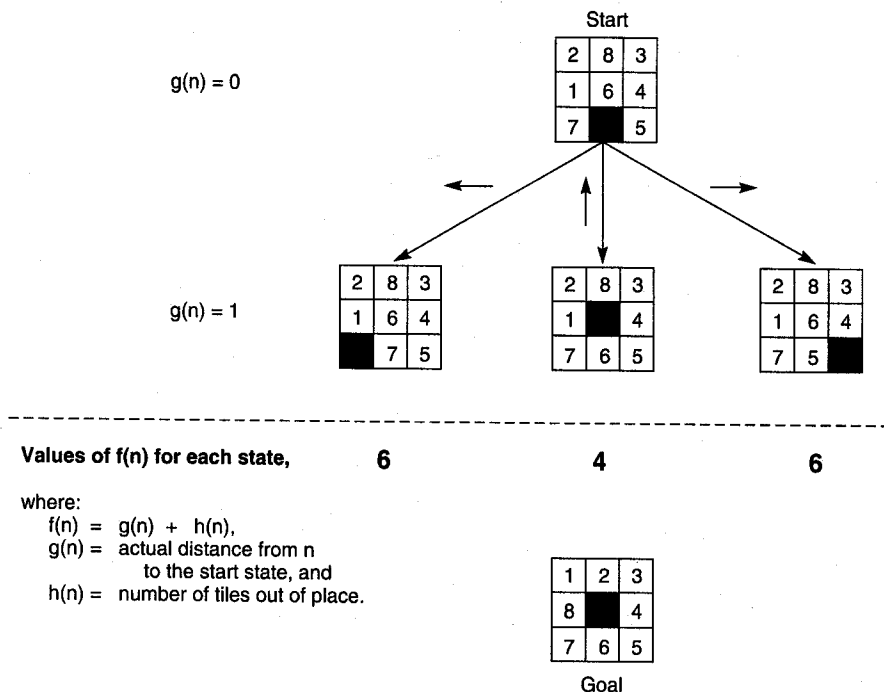 Start
2 8 3
g(n) = 0
1 6 4
7 5
2 8 3 2 8 3 2 8 3
g(n) = 1
1 6 4 1 4 1 6 4
7 5 7 6 5 7 5
Values of f(n) for each state, 6 4 6
where:
f(n) = g(n) + h(n),
g(n) = actual distance from n
to the start state, and
h(n) = number of tiles out of place.
1 2 3
8 4
7 6 5
Goal